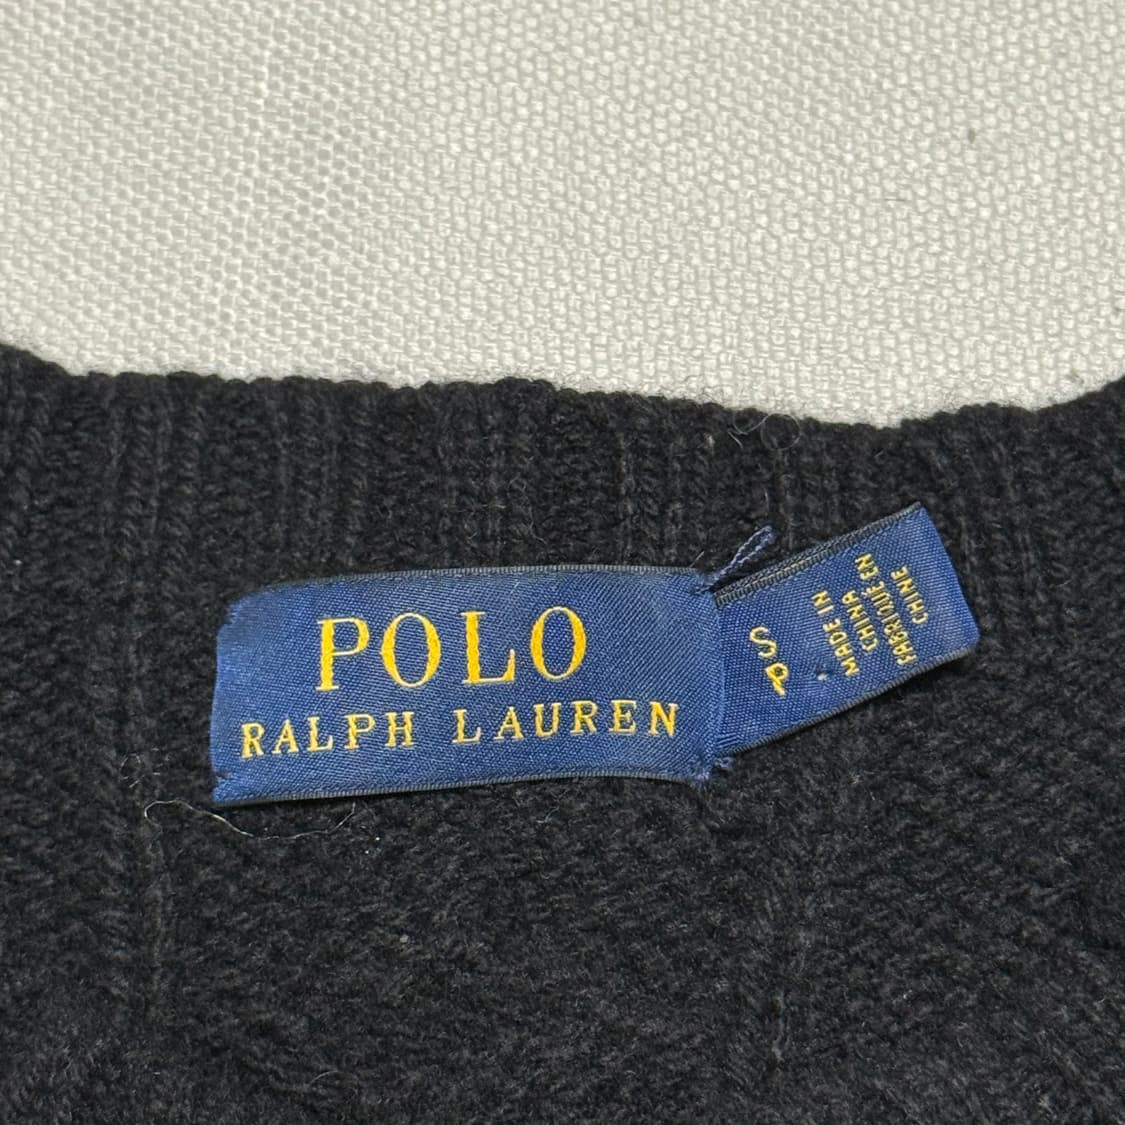 POLO
RALPH LAUREN
S
P
MADE IN
CHINA
FABRIQUÉ EN
CHINE